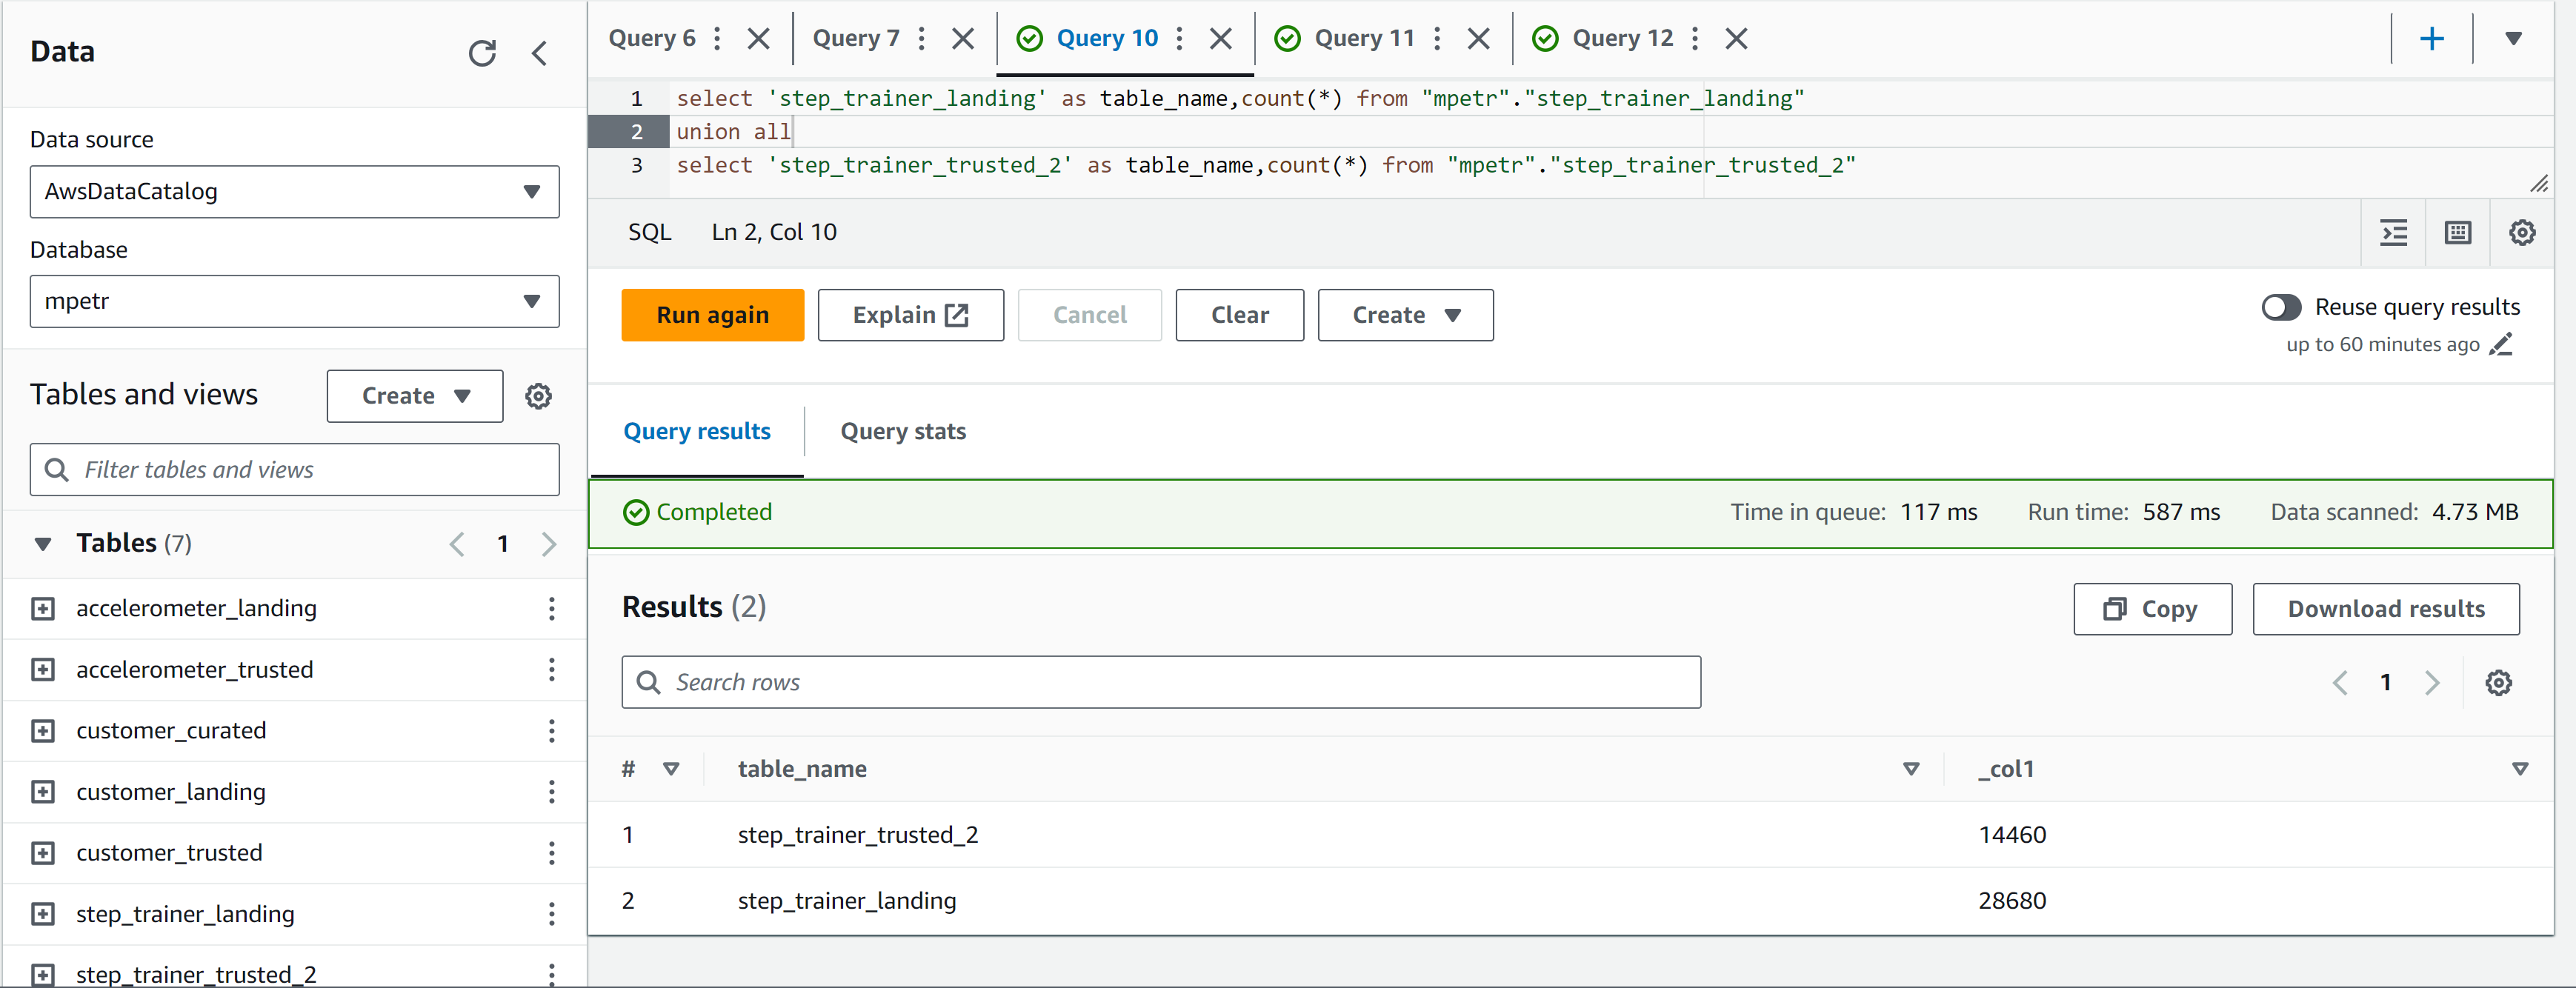 Data
Data source
AwsDataCatalog
Database
mpetr
Tables and views
Create
Filter tables and views
Tables (7)
1
accelerometer_landing
accelerometer_trusted
customer_curated
customer_landing
customer_trusted
step_trainer_landing
step_trainer_trusted_2
Query 6 Query 7 Query 10 Query 11 Query 12
1 select 'step_trainer_landing' as table_name,count(*) from "mpetr"."step_trainer_landing"
2 union all
3 select 'step_trainer_trusted_2' as table_name,count(*) from "mpetr"."step_trainer_trusted_2"
SQL Ln 2, Col 10
Run again Explain Cancel Clear Create
Reuse query results
up to 60 minutes ago
Query results Query stats
Completed Time in queue: 117 ms Run time: 587 ms Data scanned: 4.73 MB
Results (2) Copy Download results
Search rows 1
# table_name _col1
1 step_trainer_trusted_2 14460
2 step_trainer_landing 28680